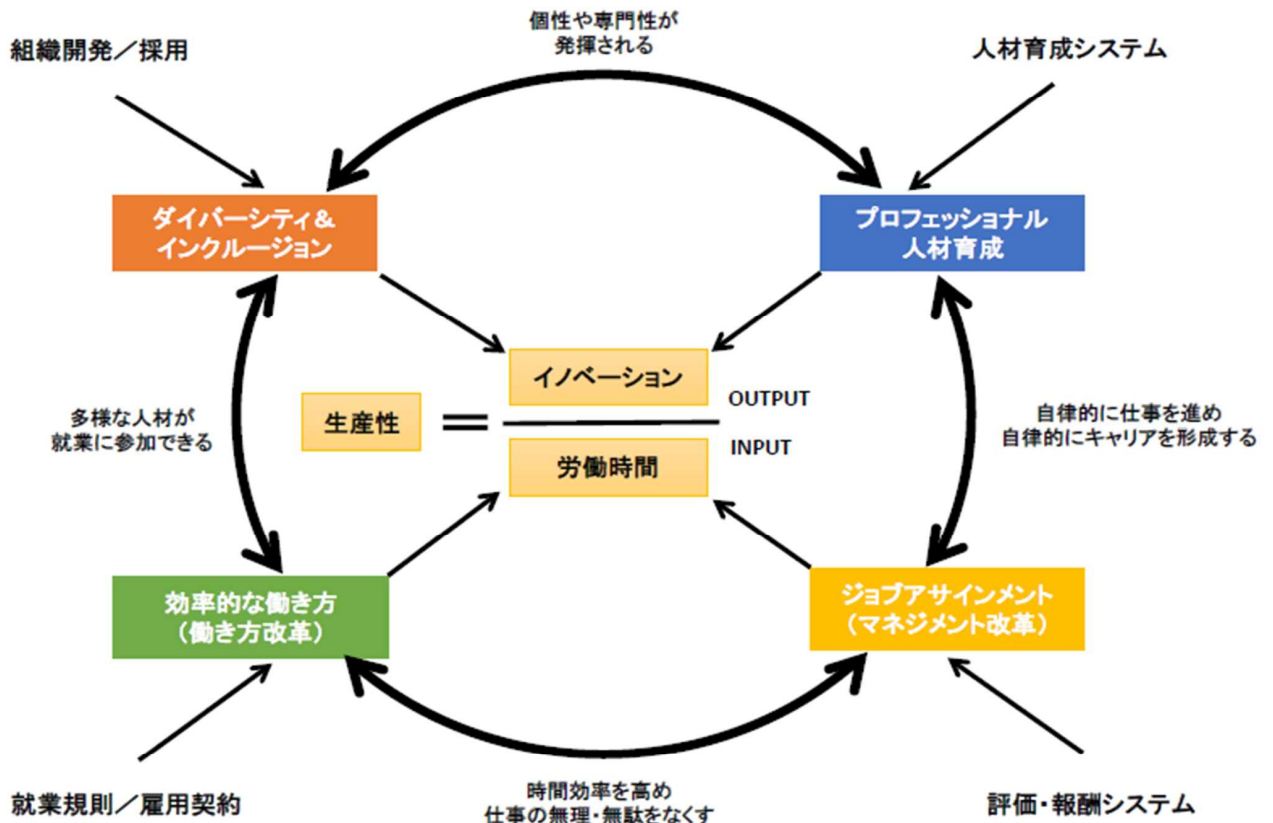 個性や専門性が
発揮される
組織開発／採用
人材育成システム
ダイバーシティ＆
インクルージョン
プロフェッショナル
人材育成
イノベーション
OUTPUT
生産性
＝
INPUT
労働時間
多様な人材が
就業に参加できる
自律的に仕事を進め
自律的にキャリアを形成する
効率的な働き方
（働き方改革）
ジョブアサインメント
（マネジメント改革）
就業規則／雇用契約
時間効率を高め
仕事の無理・無駄をなくす
評価・報酬システム